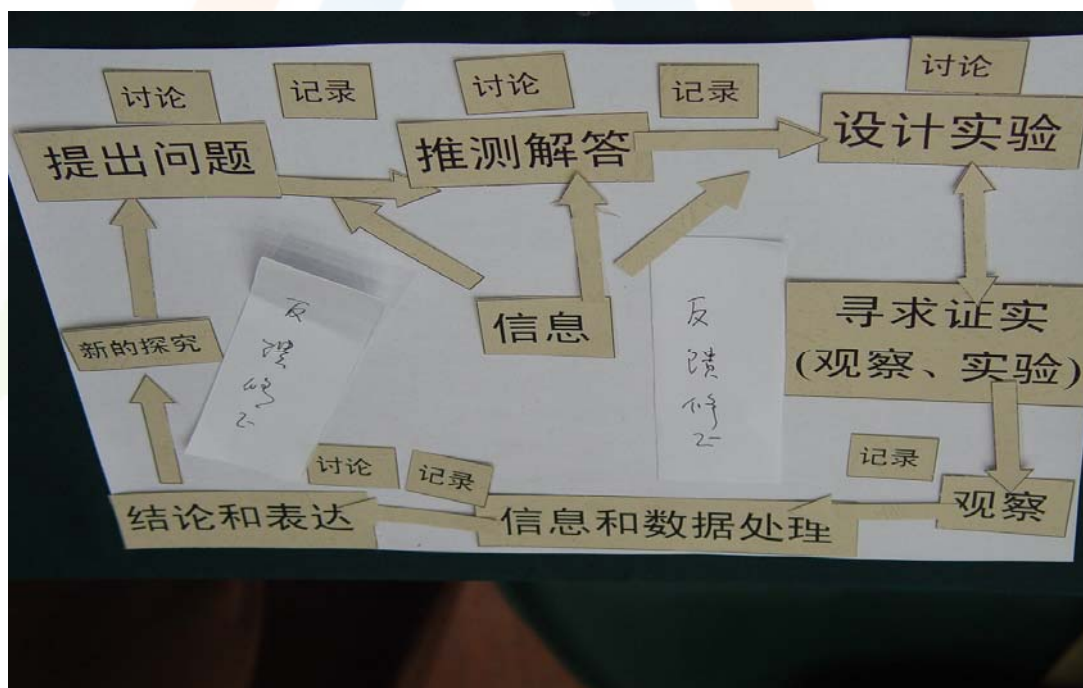 讨论
记录
讨论
记录
讨论
提出问题
推测解答
设计实验
新的探究
信息
寻求证实
(观察、实验)
反
馈
修
正
反
馈
修
正
讨论
记录
记录
结论和表达
信息和数据处理
观察